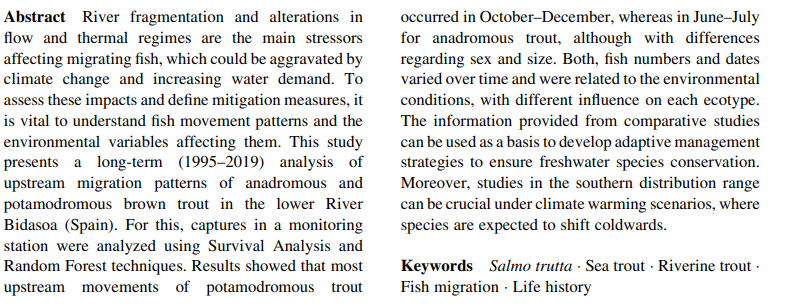 Abstract River fragmentation and alterations in
flow and thermal regimes are the main stressors
affecting migrating fish, which could be aggravated by
climate change and increasing water demand. To
assess these impacts and define mitigation measures, it
is vital to understand fish movement patterns and the
environmental variables affecting them. This study
presents a long-term (1995–2019) analysis of
upstream migration patterns of anadromous and
potamodromous brown trout in the lower River
Bidasoa (Spain). For this, captures in a monitoring
station were analyzed using Survival Analysis and
Random Forest techniques. Results showed that most
upstream movements of potamodromous trout
occurred in October–December, whereas in June–July
for anadromous trout, although with differences
regarding sex and size. Both, fish numbers and dates
varied over time and were related to the environmental
conditions, with different influence on each ecotype.
The information provided from comparative studies
can be used as a basis to develop adaptive management
strategies to ensure freshwater species conservation.
Moreover, studies in the southern distribution range
can be crucial under climate warming scenarios, where
species are expected to shift coldwards.
Keywords Salmo trutta · Sea trout · Riverine trout ·
Fish migration · Life history